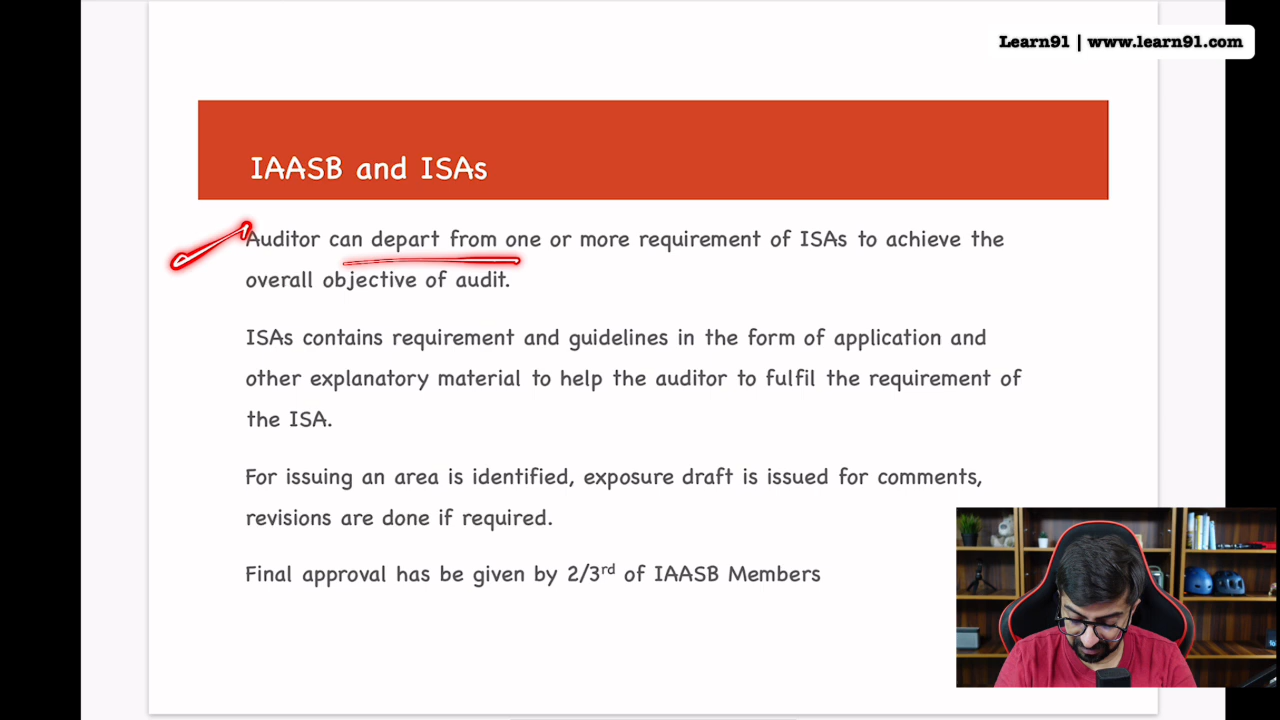 Learn91 | www.learn91.com
IAASB and ISAs
Auditor can depart from one or more requirement of ISAs to achieve the
overall objective of audit.
ISAs contains requirement and guidelines in the form of application and
other explanatory material to help the auditor to fulfil the requirement of
the ISA.
For issuing an area is identified, exposure draft is issued for comments,
revisions are done if required.
Final approval has be given by 2/3rd of IAASB Members